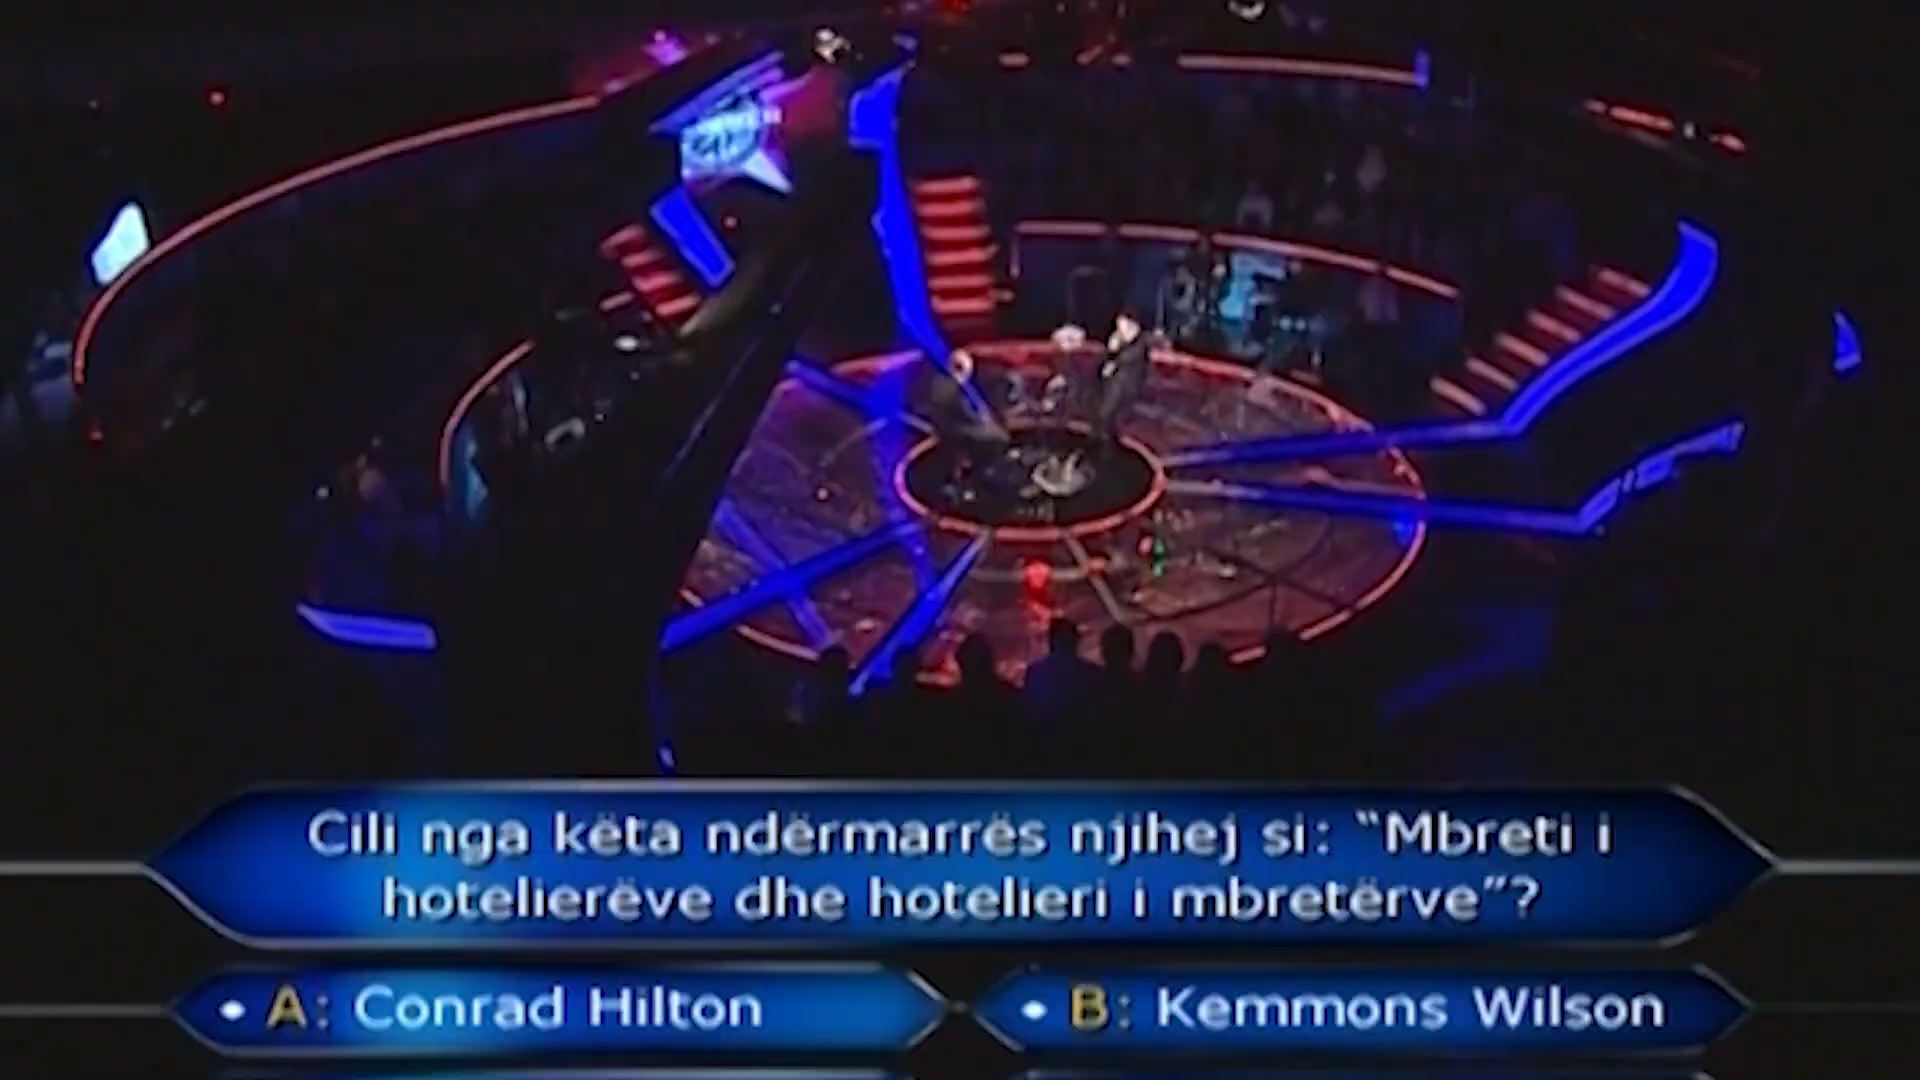 Cili nga këta ndërmarrës njihej si: “Mbreti i
hotelierëve dhe hotelieri i mbretërve”?
A: Conrad Hilton
B: Kemmons Wilson